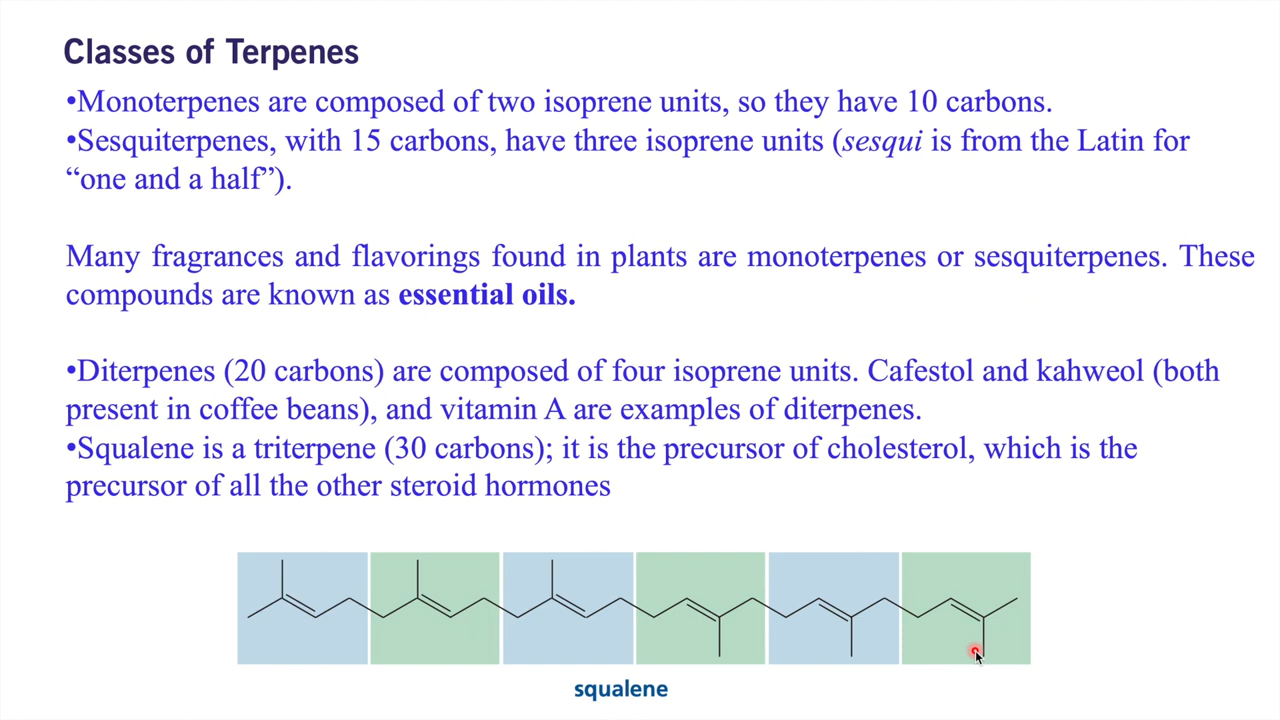 Classes of Terpenes
•Monoterpenes are composed of two isoprene units, so they have 10 carbons.
•Sesquiterpenes, with 15 carbons, have three isoprene units (sesqui is from the Latin for
“one and a half”).
Many fragrances and flavorings found in plants are monoterpenes or sesquiterpenes. These
compounds are known as essential oils.
•Diterpenes (20 carbons) are composed of four isoprene units. Cafestol and kahweol (both
present in coffee beans), and vitamin A are examples of diterpenes.
•Squalene is a triterpene (30 carbons); it is the precursor of cholesterol, which is the
precursor of all the other steroid hormones
squalene